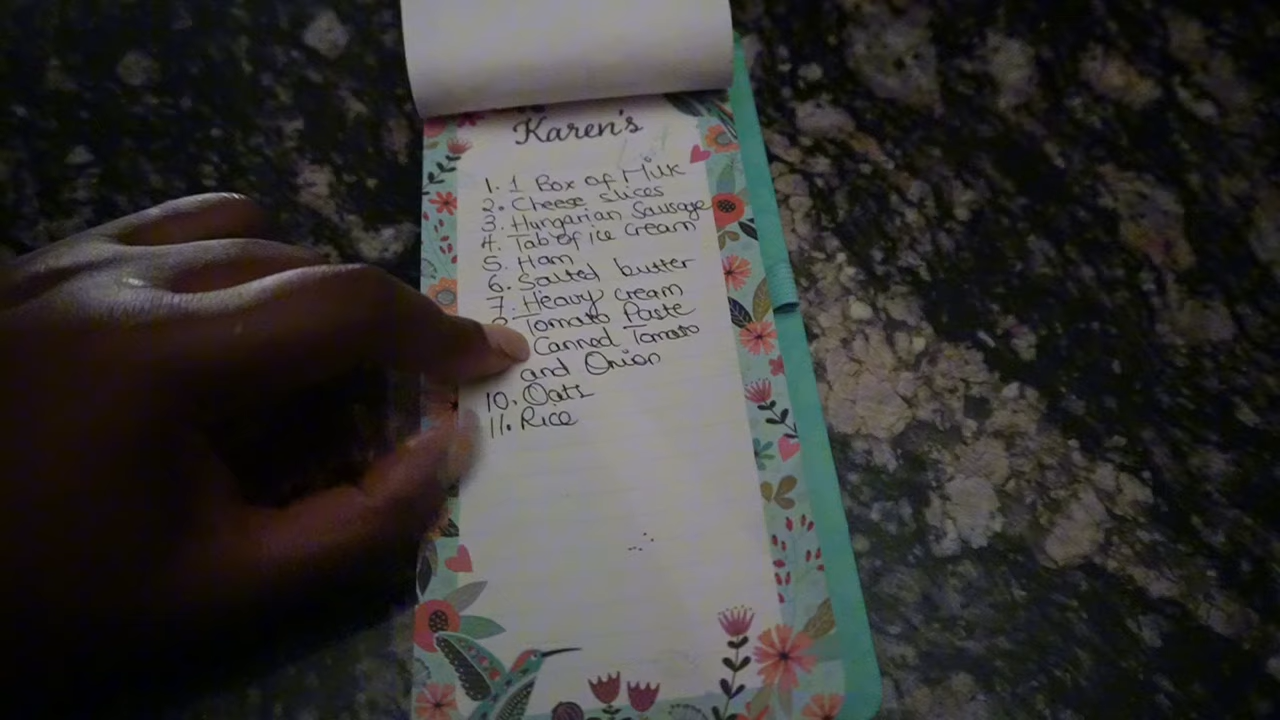 Karen's
1. 1 Box of Milk
2. Cheese slices
3. Hungarian Sausage
4. Tab of ice cream
5. Ham
6. Salted butter
7. Heavy cream
Tomato Paste
Canned Tomato
and Onion
10. Oats
11. Rice